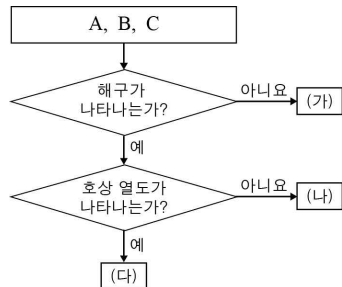 A, B, C
해구가
나타나는가?
아니요
(가)
예
호상 열도가
나타나는가?
아니요
(나)
예
(다)